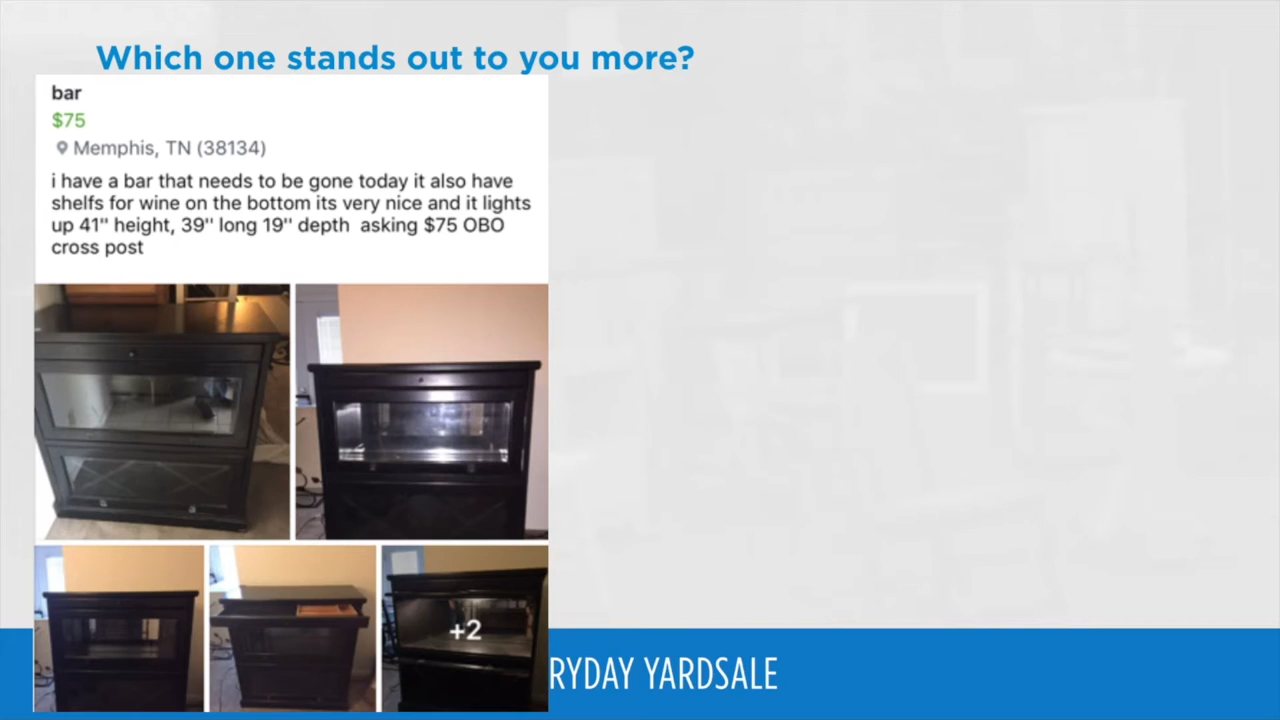 Which one stands out to you more?
bar
$75
Memphis, TN (38134)
i have a bar that needs to be gone today it also have
shelfs for wine on the bottom its very nice and it lights
up 41'' height, 39'' long 19'' depth  asking $75 OBO
cross post
+2
RYDAY YARDSALE